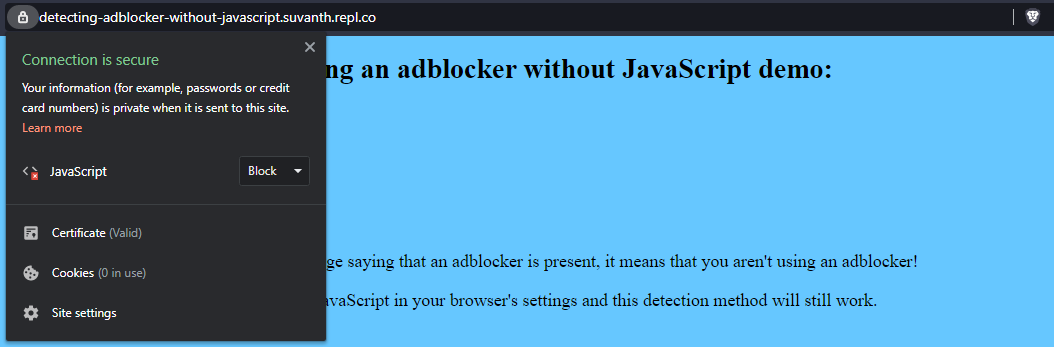 detecting-adblocker-without-javascript.suvanth.repl.co
Connection is secure
Your information (for example, passwords or credit
card numbers) is private when it is sent to this site.
Learn more
JavaScript Block
Certificate (Valid)
Cookies (0 in use)
Site settings
ng an adblocker without JavaScript demo:
ge saying that an adblocker is present, it means that you aren't using an adblocker!
avaScript in your browser's settings and this detection method will still work.